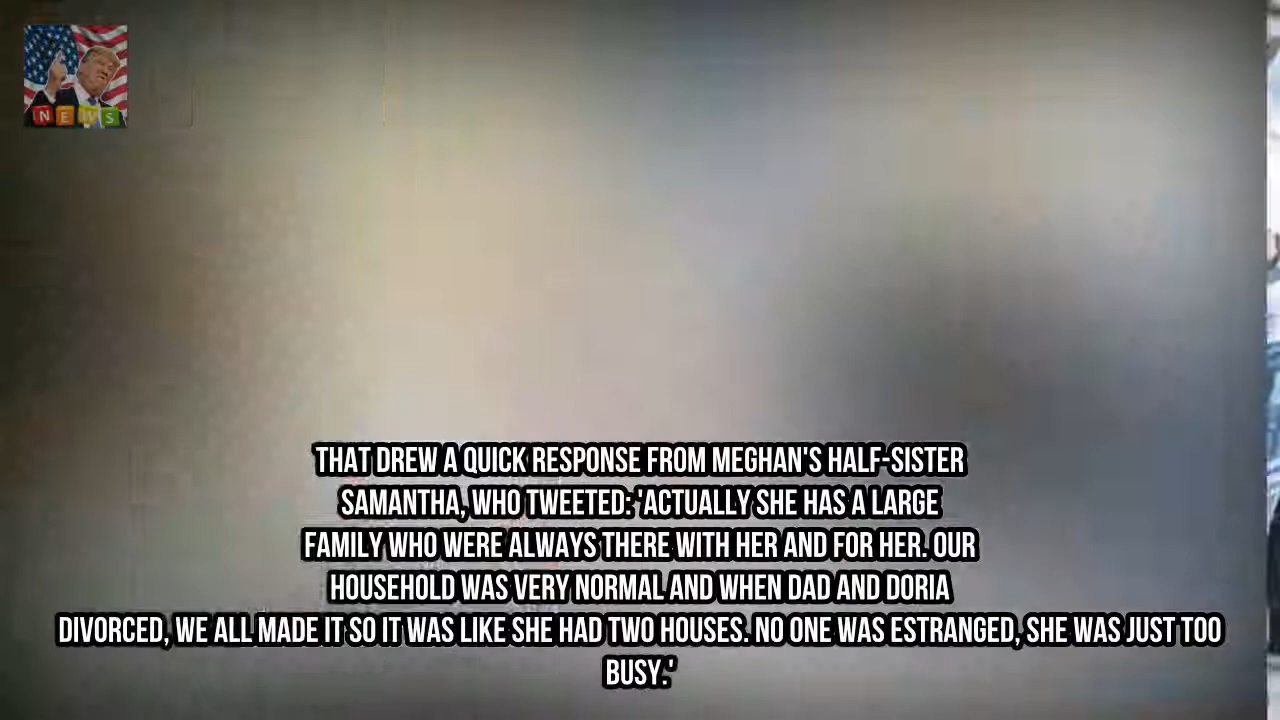 NEWS
THAT DREW A QUICK RESPONSE FROM MEGHAN'S HALF-SISTER
SAMANTHA, WHO TWEETED: 'ACTUALLY SHE HAS A LARGE
FAMILY WHO WERE ALWAYS THERE WITH HER AND FOR HER. OUR
HOUSEHOLD WAS VERY NORMAL AND WHEN DAD AND DORIA
DIVORCED, WE ALL MADE IT SO IT WAS LIKE SHE HAD TWO HOUSES. NO ONE WAS ESTRANGED, SHE WAS JUST TOO
BUSY.'